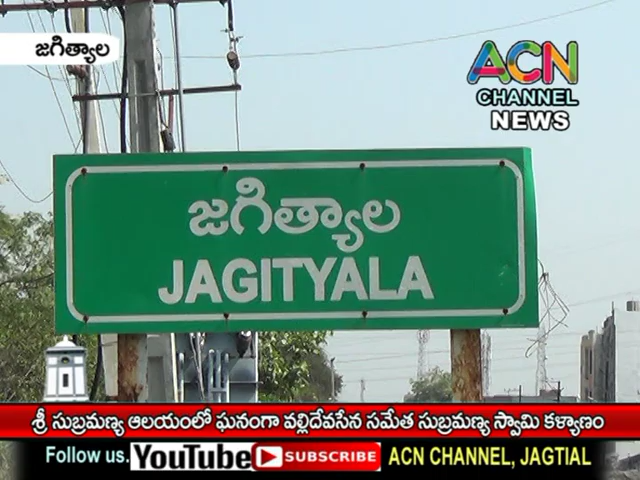 జగిత్యాల
ACN
CHANNEL
NEWS
జగిత్యాల
JAGITYALA
శ్రీ సుబ్రమణ్య ఆలయంలో ఘనంగా వల్లిదేవసేన సమేత సుబ్రమణ్య స్వామి కళ్యాణం
Follow us. YouTube SUBSCRIBE ACN CHANNEL, JAGTIAL